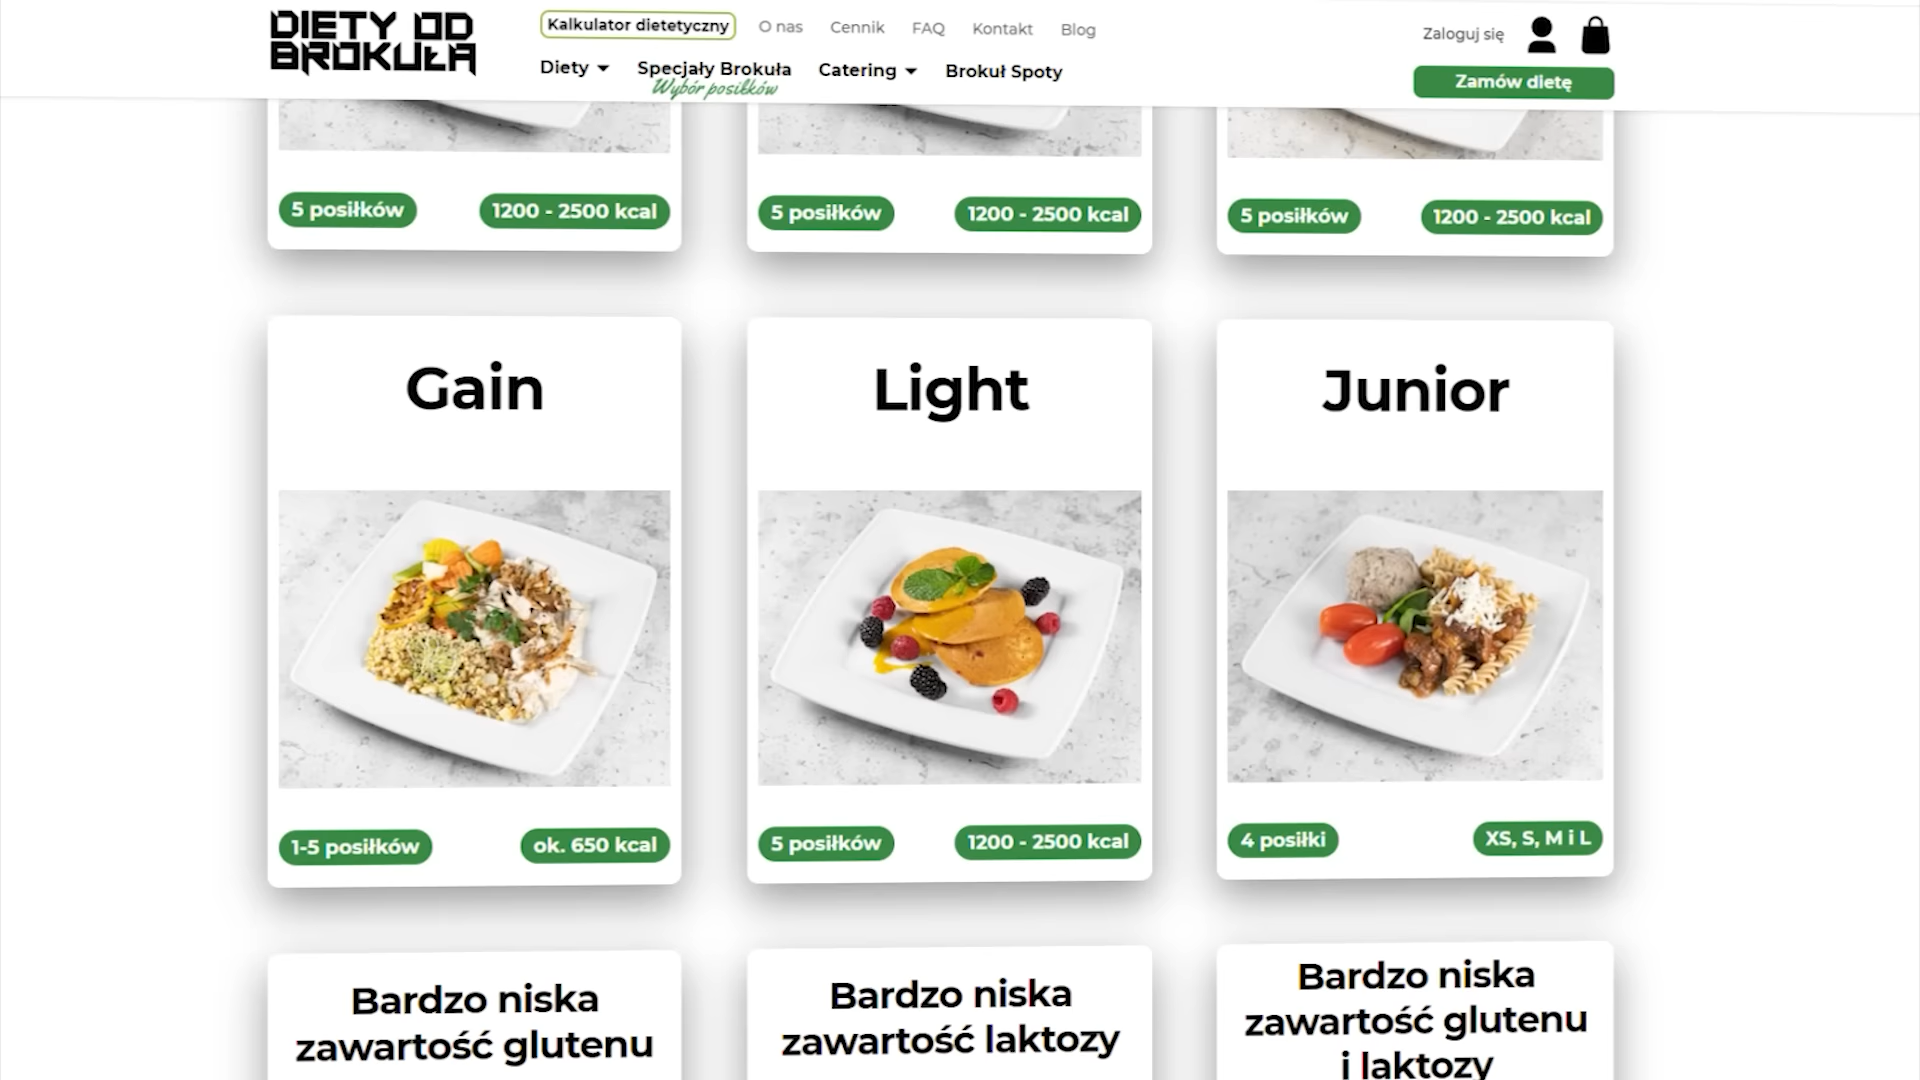 DIETY OD
BROKUŁA
Kalkulator dietetyczny
O nas
Cennik
FAQ
Kontakt
Blog
Zaloguj się
Diety
Specjały Brokuła
Wybór posiłków
Catering
Brokuł Spoty
Zamów dietę
5 posiłków
1200 - 2500 kcal
5 posiłków
1200 - 2500 kcal
5 posiłków
1200 - 2500 kcal
Gain
Light
Junior
1-5 posiłków
ok. 650 kcal
5 posiłków
1200 - 2500 kcal
4 posiłki
XS, S, M i L
Bardzo niska
zawartość glutenu
Bardzo niska
zawartość laktozy
Bardzo niska
zawartość glutenu
i laktozy